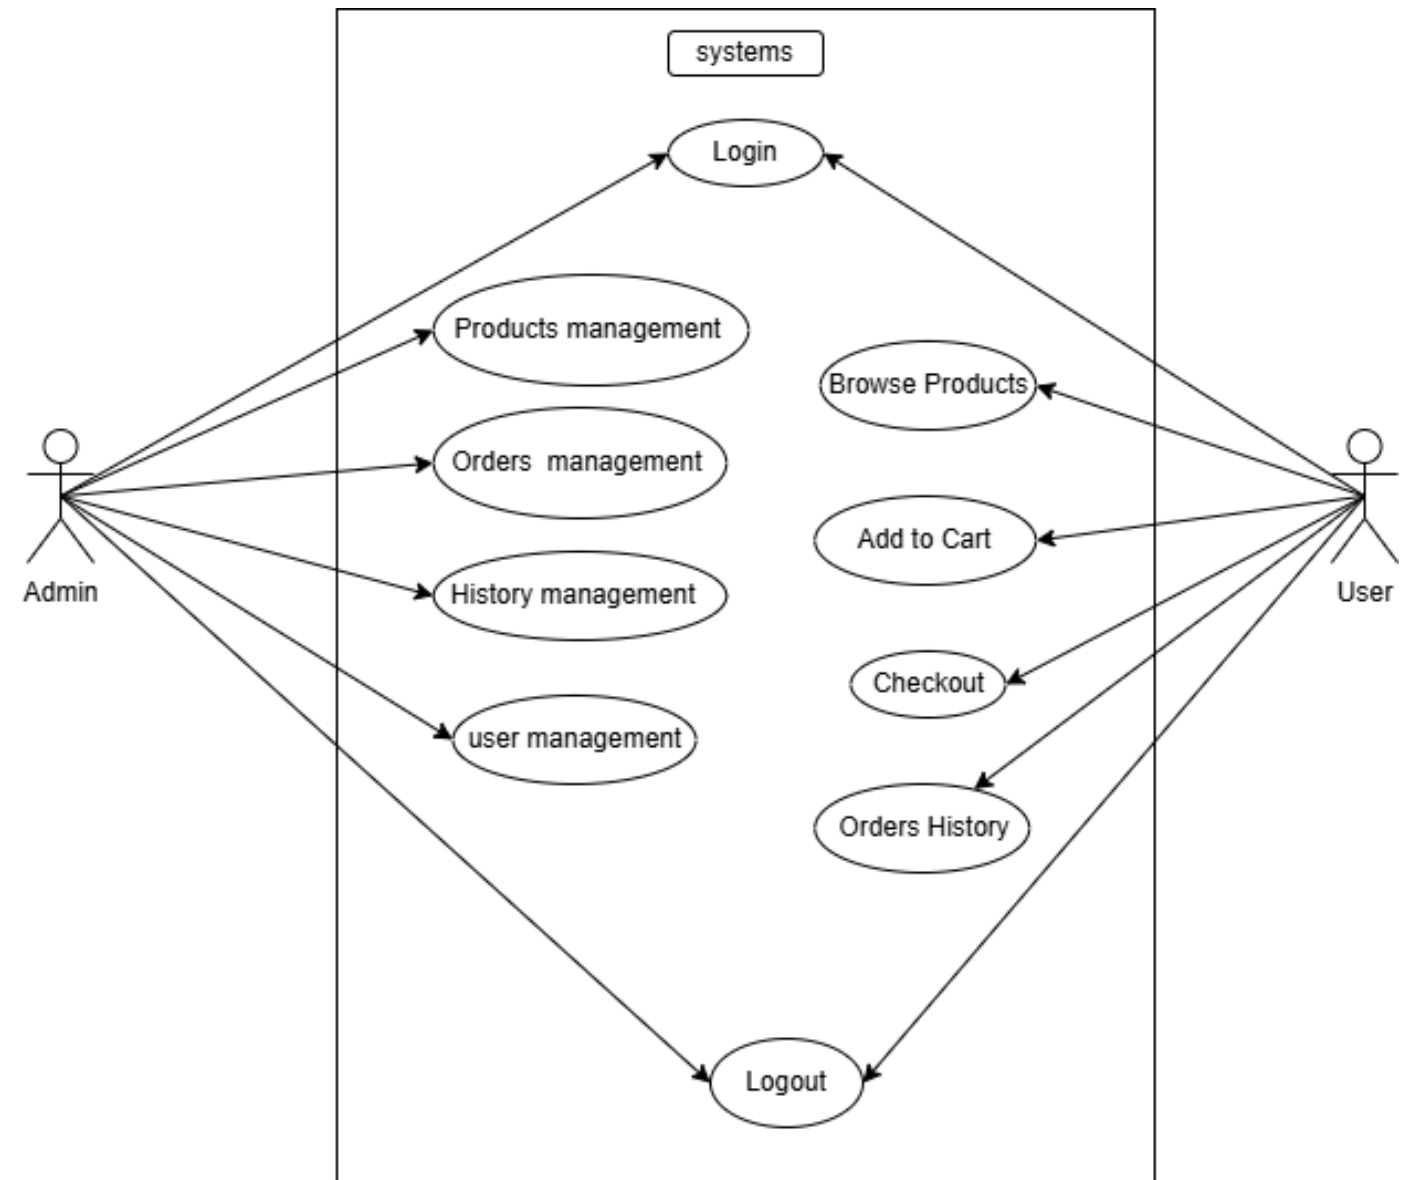 systems
Login
Products management
Browse Products
Orders  management
Add to Cart
Admin
History management
User
Checkout
user management
Orders History
Logout